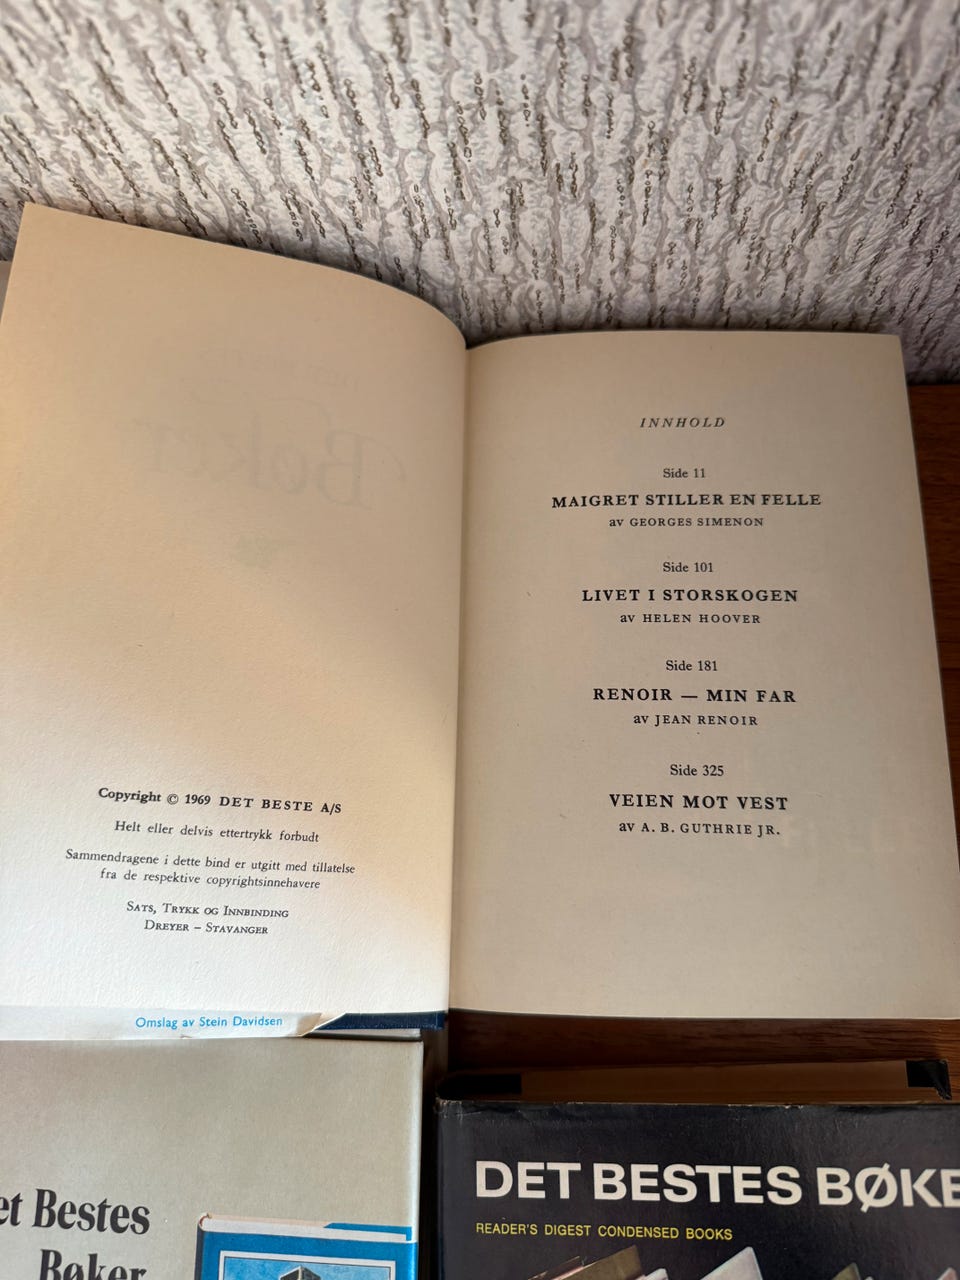 Copyright © 1969 DET BESTE A/S
Helt eller delvis ettertrykk forbudt
Sammendragene i dette bind er utgitt med tillatelse
fra de respektive copyrightsinnehavere
SATS, TRYKK OG INNBINDING
DREYER – STAVANGER
Omslag av Stein Davidsen
INNHOLD
Side 11
MAIGRET STILLER EN FELLE
av GEORGES SIMENON
Side 101
LIVET I STORSKOGEN
av HELEN HOOVER
Side 181
RENOIR — MIN FAR
av JEAN RENOIR
Side 325
VEIEN MOT VEST
av A. B. GUTHRIE JR.
et Bestes
Bøker
DET BESTES BØKE
READER'S DIGEST CONDENSED BOOKS